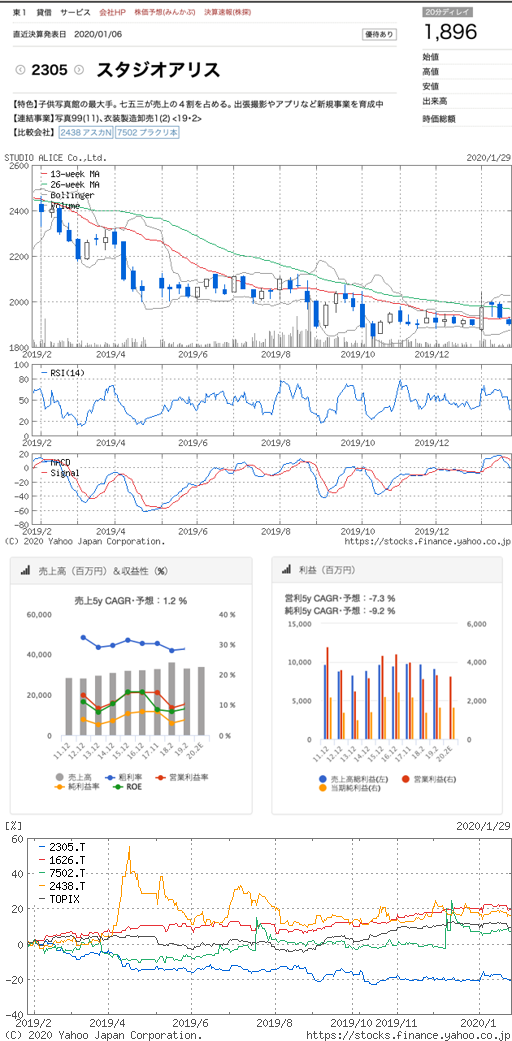 東1 貸借 サービス 会社HP 株価予想(みんかぶ) 決算速報(株探)
直近決算発表日 2020/01/06
優待あり
2305 スタジオアリス
20分ディレイ
1,896
始値
高値
安値
出来高
時価総額
【特色】子供写真館の最大手。七五三が売上の４割を占める。出張撮影やアプリなど新規事業を育成中
【連結事業】写真99(11)、衣装製造卸売1(2) <19・2>
【比較会社】 2438 アスカN 7502 プラクリ本
STUDIO ALICE Co.,Ltd.
2020/1/29
2600
2400
2200
2000
1800
13-week MA
26-week MA
Bollinger
Volume
2019/2 2019/4 2019/6 2019/8 2019/10 2019/12
100
80
50
20
0
RSI(14)
2019/2 2019/4 2019/6 2019/8 2019/10 2019/12
20
0
-20
-40
-60
-80
MACD
Signal
2019/2 2019/4 2019/6 2019/8 2019/10 2019/12
(C) 2020 Yahoo Japan Corporation.
https://stocks.finance.yahoo.co.jp/
売上高（百万円）＆収益性（%）
売上5y CAGR・予想：1.2 %
60,000
40,000
20,000
0
40 %
30 %
20 %
10 %
0 %
11.12 12.12 13.12 14.12 15.12 16.12 17.11 18.2 19.2 20.2E
売上高 粗利率 営業利益率
純利益率 ROE
利益（百万円）
営利5y CAGR・予想：-7.3 %
純利5y CAGR・予想：-9.2 %
15,000
10,000
5,000
0
6,000
4,000
2,000
0
11.12 12.12 13.12 14.12 15.12 16.12 17.11 18.2 19.2 20.2E
売上高総利益(左) 営業利益(右)
当期純利益(右)
[%]
2020/1/29
60
40
20
0
-20
-40
2305.T
1626.T
7502.T
2438.T
TOPIX
2019/2 2019/4 2019/6 2019/8 2019/10 2019/11 2020/1
(C) 2020 Yahoo Japan Corporation.
https://stocks.finance.yahoo.co.jp/